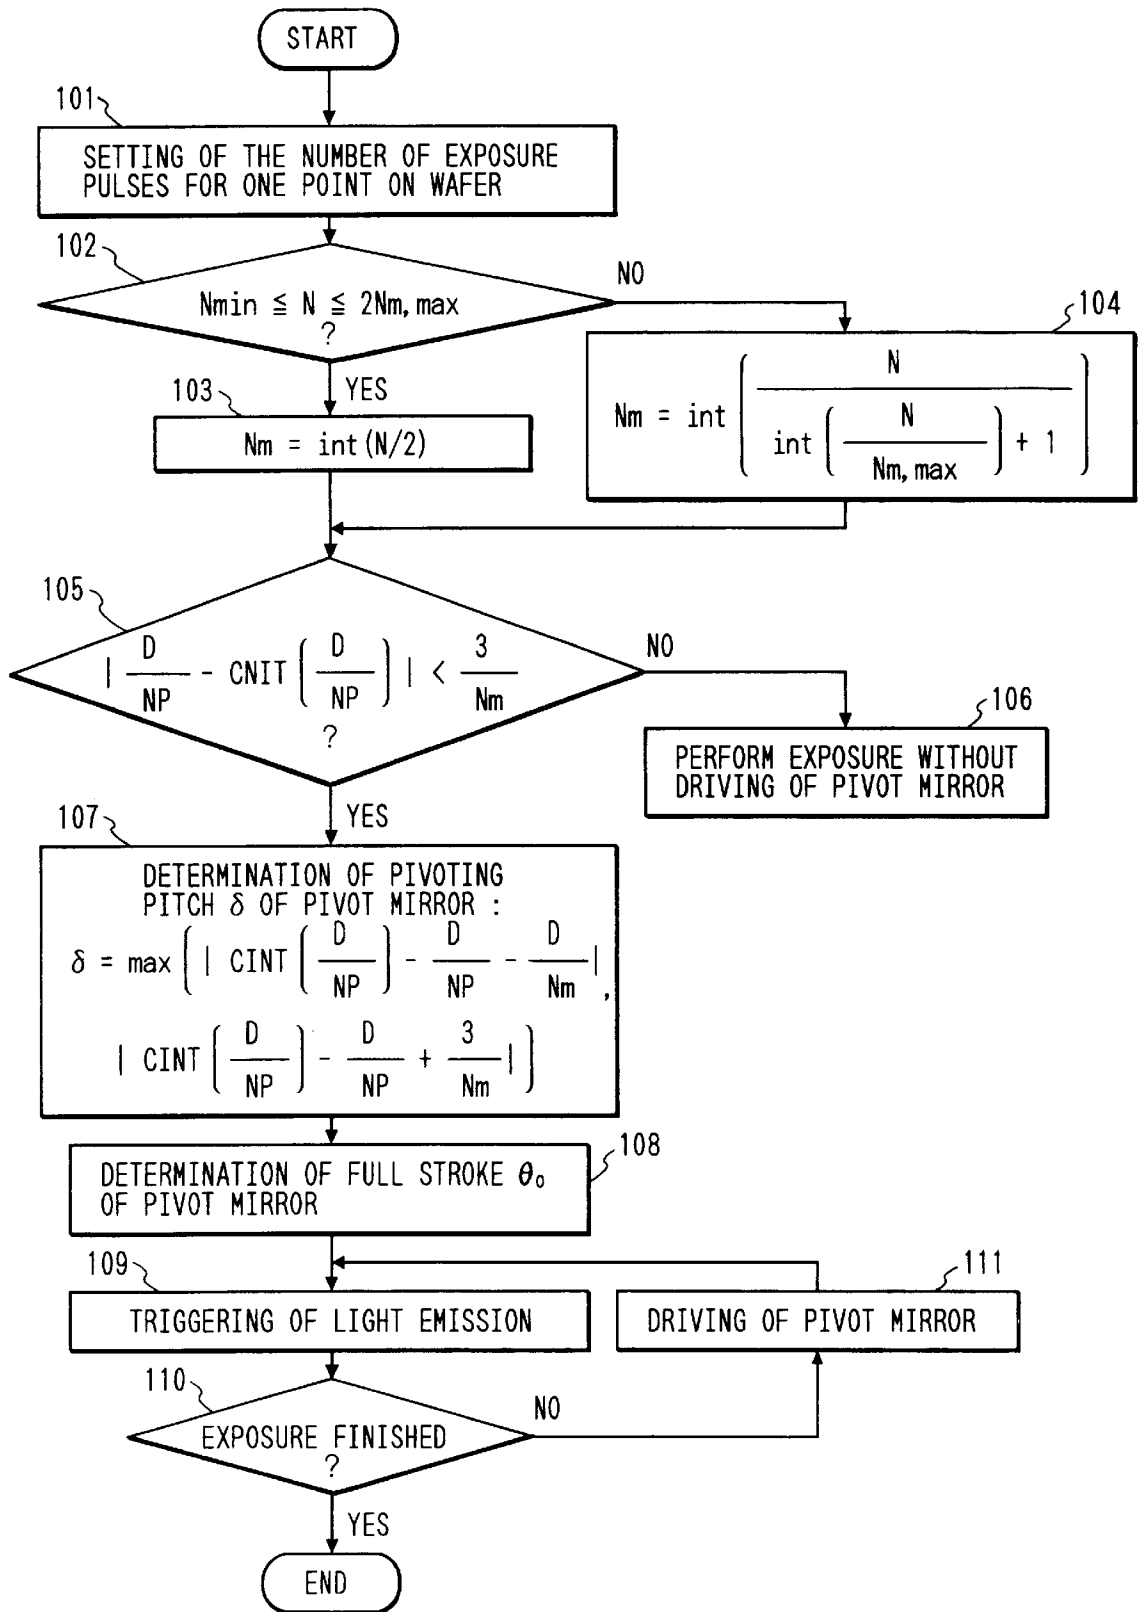 START
101
SETTING OF THE NUMBER OF EXPOSURE
PULSES FOR ONE POINT ON WAFER
102
Nmin ≦ N ≦ 2Nm, max
?
NO
YES
103
Nm = int (N/2)
104
Nm = int ( N / ( int ( N / Nm, max ) + 1 ) )
105
| D/NP - CNIT ( D/NP ) | < 3/Nm
?
NO
106
PERFORM EXPOSURE WITHOUT
DRIVING OF PIVOT MIRROR
YES
107
DETERMINATION OF PIVOTING
PITCH δ OF PIVOT MIRROR :
δ = max ( | CINT ( D/NP ) - D/NP - D/Nm | ,
| CINT ( D/NP ) - D/NP + 3/Nm | )
108
DETERMINATION OF FULL STROKE θ₀
OF PIVOT MIRROR
109
TRIGGERING OF LIGHT EMISSION
111
DRIVING OF PIVOT MIRROR
110
EXPOSURE FINISHED
?
NO
YES
END